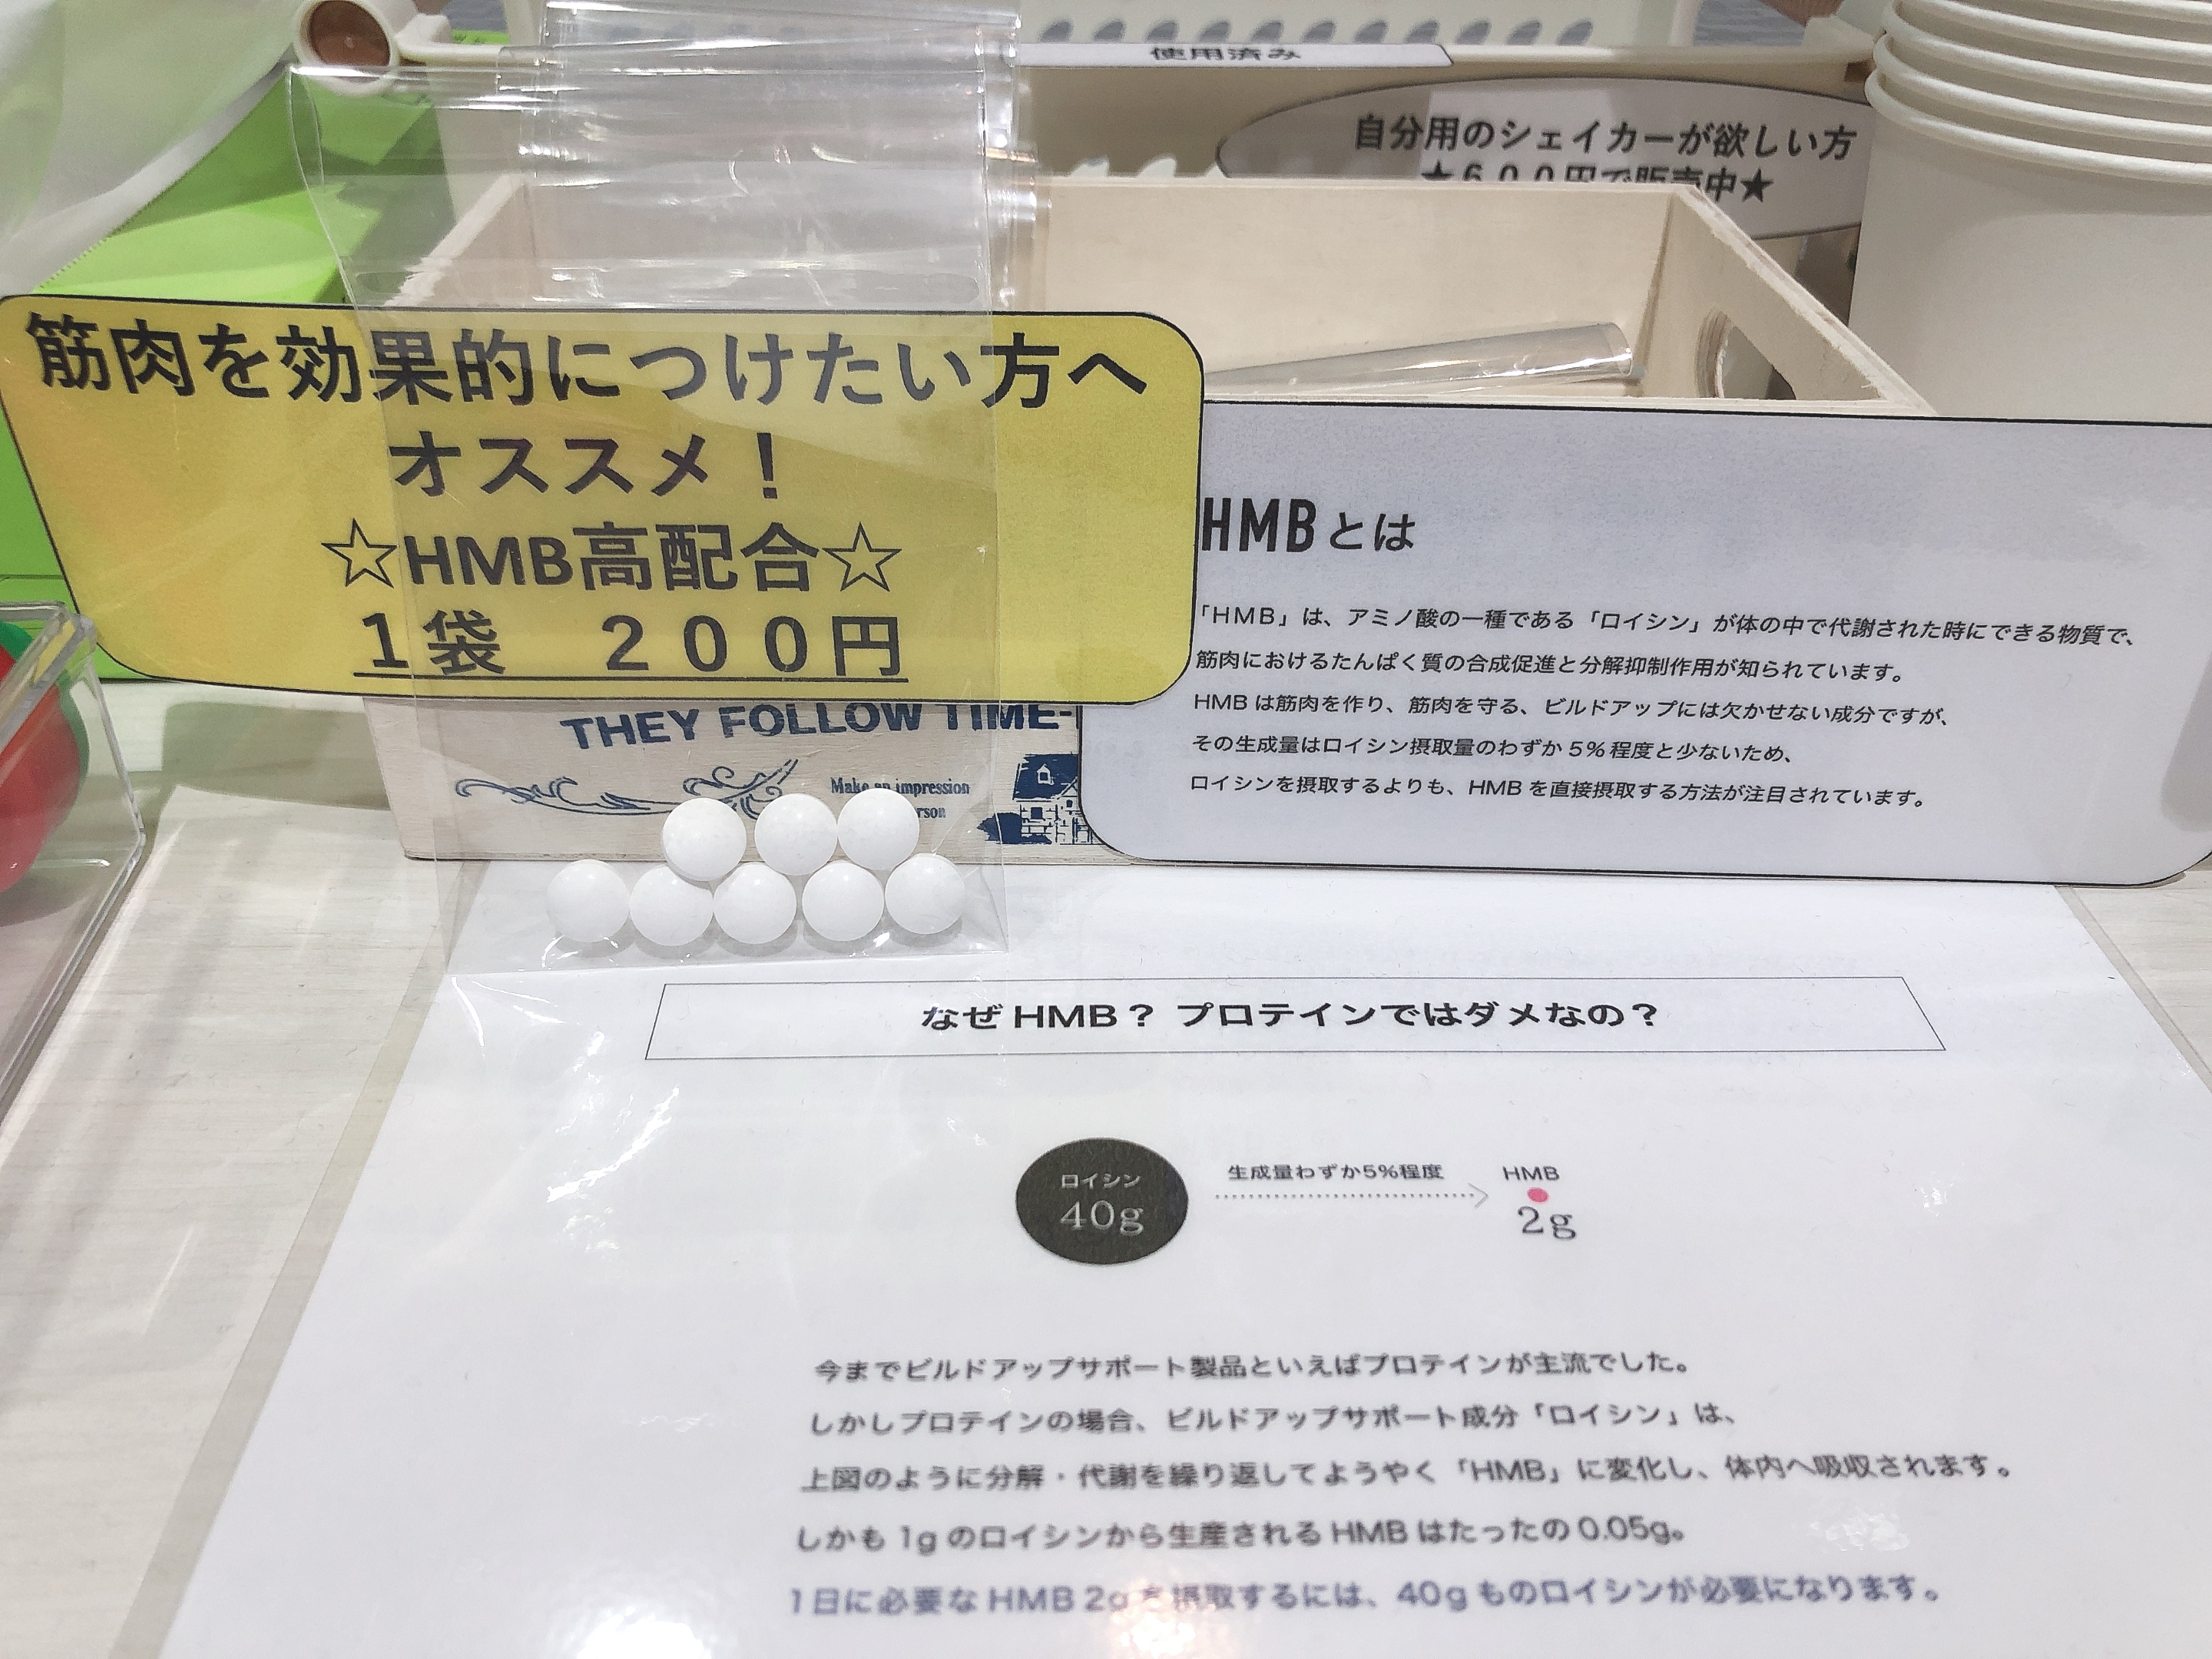 使用済み
自分用のシェイカーが欲しい方
★600円で販売中★
筋肉を効果的につけたい方へ
オススメ！
☆HMB高配合☆
1袋　200円
HMBとは
「HMB」は、アミノ酸の一種である「ロイシン」が体の中で代謝された時にできる物質で、
筋肉におけるたんぱく質の合成促進と分解抑制作用が知られています。
HMBは筋肉を作り、筋肉を守る、ビルドアップには欠かせない成分ですが、
その生成量はロイシン摂取量のわずか5%程度と少ないため、
ロイシンを摂取するよりも、HMBを直接摂取する方法が注目されています。
THEY FOLLOW TIME-
Make an impression
なぜHMB？ プロテインではダメなの？
ロイシン
40g
生成量わずか5%程度
HMB
2g
今までビルドアップサポート製品といえばプロテインが主流でした。
しかしプロテインの場合、ビルドアップサポート成分「ロイシン」は、
上図のように分解・代謝を繰り返してようやく「HMB」に変化し、体内へ吸収されます。
しかも1gのロイシンから生産されるHMBはたったの0.05g。
1日に必要なHMB 2gを摂取するには、40gものロイシンが必要になります。